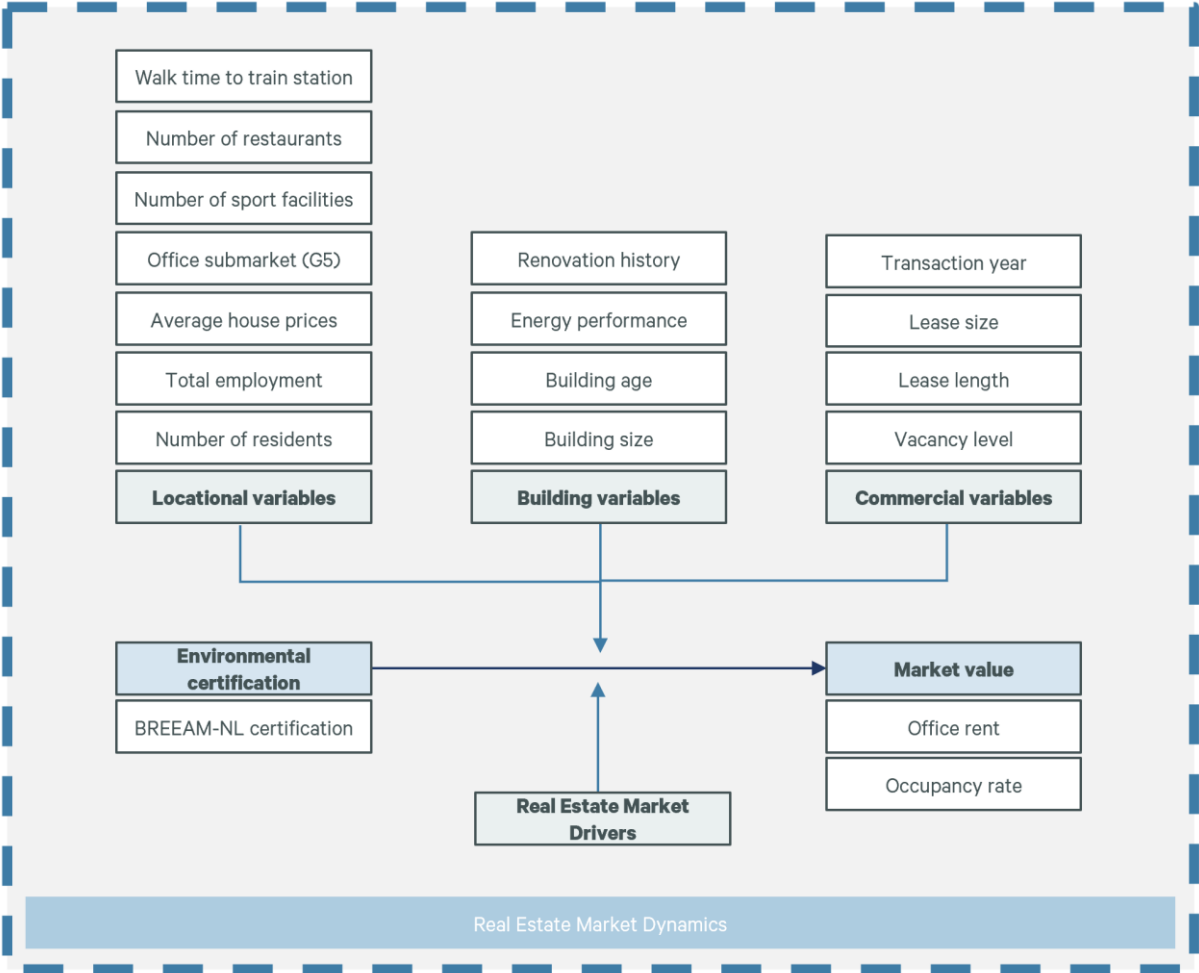 Walk time to train station
Number of restaurants
Number of sport facilities
Office submarket (G5)
Average house prices
Total employment
Number of residents
Locational variables
Renovation history
Energy performance
Building age
Building size
Building variables
Transaction year
Lease size
Lease length
Vacancy level
Commercial variables
Environmental
certification
BREEAM-NL certification
Market value
Office rent
Occupancy rate
Real Estate Market
Drivers
Real Estate Market Dynamics